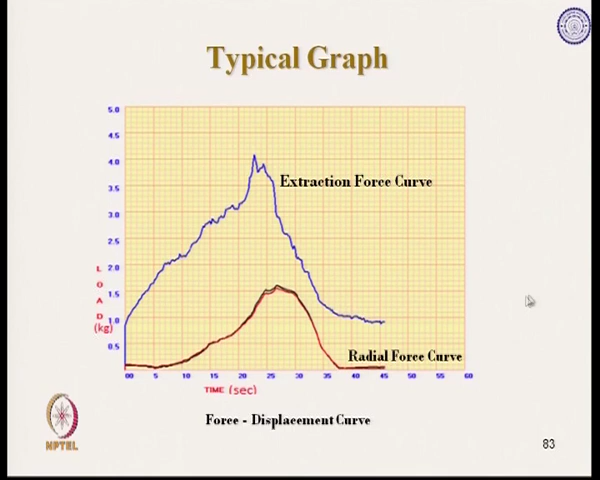 Typical Graph
5.0
4.5
4.0
3.5
3.0
2.5
2.0
1.5
1.0
0.5
LOAD
(kg)
Extraction Force Curve
Radial Force Curve
00 5 10 20 25 30 35 40 45 55 60
TIME (sec)
Force - Displacement Curve
NPTEL
83